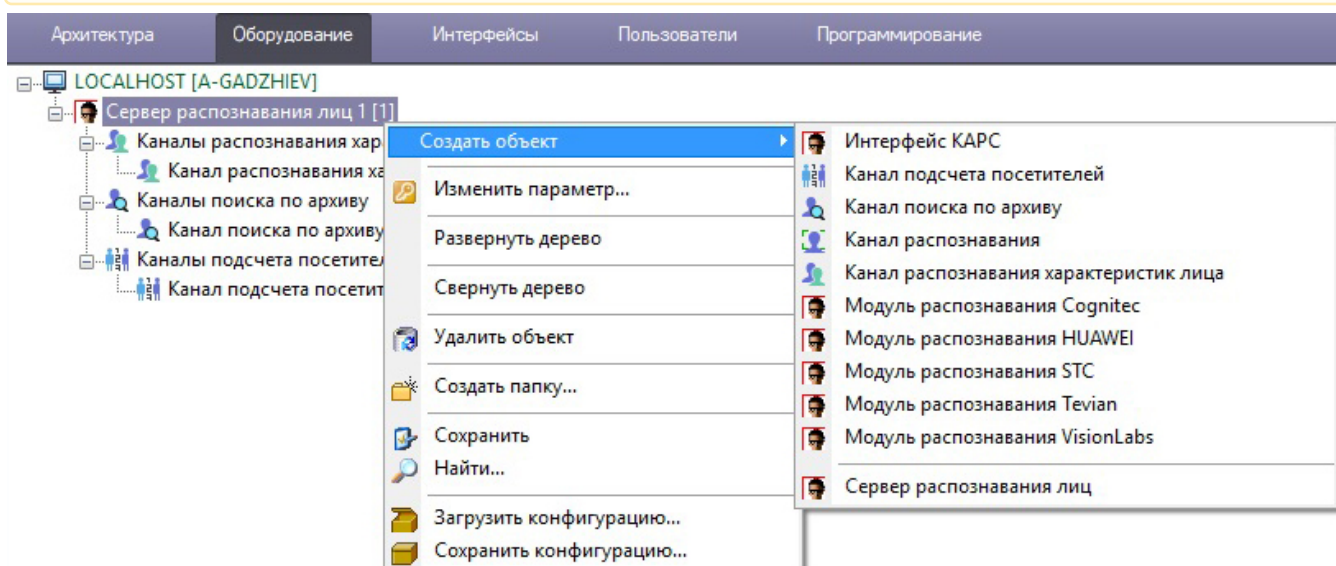 Архитектура Оборудование Интерфейсы Пользователи Программирование
LOCALHOST [A-GADZHIEV]
Сервер распознавания лиц 1 [1]
Каналы распознавания хар
Канал распознавания ха
Каналы поиска по архиву
Канал поиска по архиву
Каналы подсчета посетител
Канал подсчета посетит
Создать объект
Изменить параметр...
Развернуть дерево
Свернуть дерево
Удалить объект
Создать папку...
Сохранить
Найти...
Загрузить конфигурацию...
Сохранить конфигурацию...
Интерфейс КАРС
Канал подсчета посетителей
Канал поиска по архиву
Канал распознавания
Канал распознавания характеристик лица
Модуль распознавания Cognitec
Модуль распознавания HUAWEI
Модуль распознавания STC
Модуль распознавания Tevian
Модуль распознавания VisionLabs
Сервер распознавания лиц